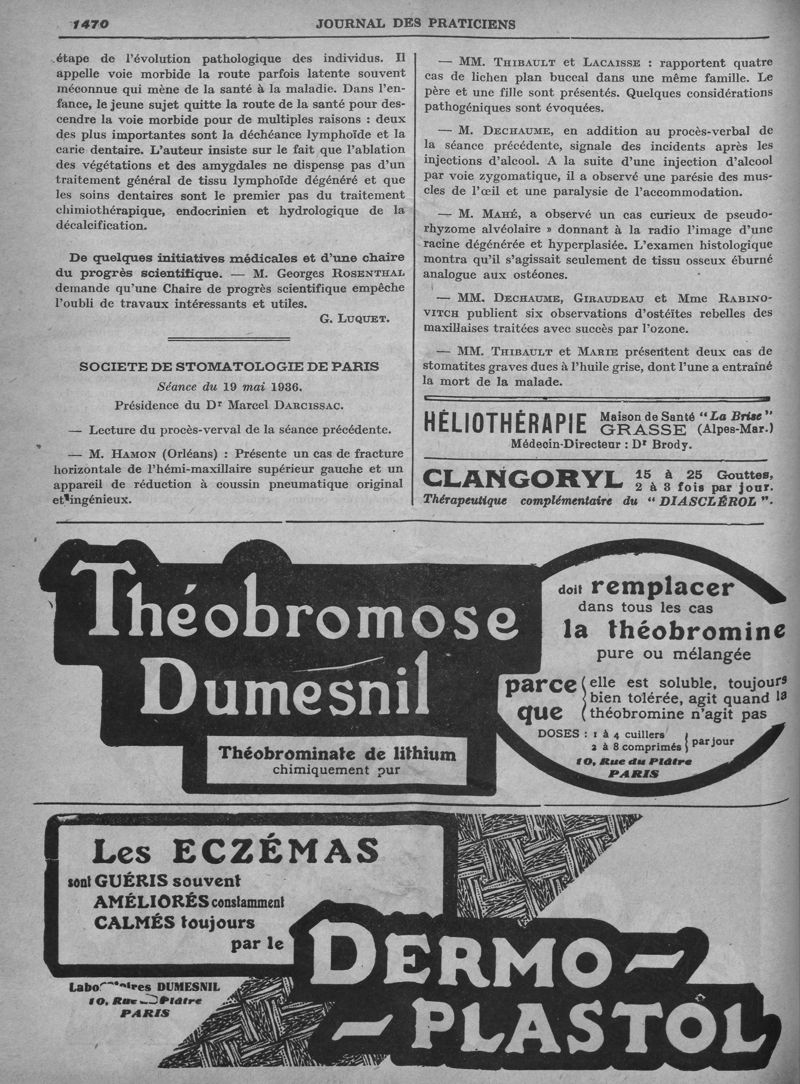 1470
JOURNAL DES PRATICIENS
étape de l'évolution pathologique des individus. Il
appelle voie morbide la route parfois latente souvent
méconnue qui mène de la santé à la maladie. Dans l'en-
fance, le jeune sujet quitte la route de la santé pour des-
cendre la voie morbide pour de multiples raisons : deux
des plus importantes sont la déchéance lymphoïde et la
carie dentaire. L'auteur insiste sur le fait que l'ablation
des végétations et des amygdales ne dispense pas d'un
traitement général de tissu lymphoïde dégénéré et que
les soins dentaires sont le premier pas du traitement
chimiothérapique, endocrinien et hydrologique de la
décalcification.
De quelques initiatives médicales et d'une chaire
du progrès scientifique. — M. Georges ROSENTHAL
demande qu'une Chaire de progrès scientifique empêche
l'oubli de travaux intéressants et utiles.
G. LUQUET.
SOCIETE DE STOMATOLOGIE DE PARIS
Séance du 19 mai 1936.
Présidence du Dr Marcel DARCISSAC.
— Lecture du procès-verval de la séance précédente.
— M. HAMON (Orléans) : Présente un cas de fracture
horizontale de l'hémi-maxillaire supérieur gauche et un
appareil de réduction à coussin pneumatique original
et ingénieux.
— MM. THIBAULT et LACAISSE : rapportent quatre
cas de lichen plan buccal dans une même famille. Le
père et une fille sont présentés. Quelques considérations
pathogéniques sont évoquées.
— M. DECHAUME, en addition au procès-verbal de
la séance précédente, signale des incidents après les
injections d'alcool. A la suite d'une injection d'alcool
par voie zygomatique, il a observé une parésie des mus-
cles de l'œil et une paralysie de l'accommodation.
— M. MAHÉ, a observé un cas curieux de pseudo-
rhyzome alvéolaire » donnant à la radio l'image d'une
racine dégénérée et hyperplasiée. L'examen histologique
montra qu'il s'agissait seulement de tissu osseux éburné
analogue aux ostéones.
— MM. DECHAUME, GIRAUDEAU et Mme RABINO-
VITCH publient six observations d'ostéïtes rebelles des
maxillaises traitées avec succès par l'ozone.
— MM. THIBAULT et MARIE présentent deux cas de
stomatites graves dues à l'huile grise, dont l'une a entraîné
la mort de la malade.
HÉLIOTHÉRAPIE Maison de Santé "La Brise"
GRASSE (Alpes-Mar.)
Médecin-Directeur : Dr Brody.
CLANGORYL 15 à 25 Gouttes,
2 à 3 fois par jour.
Thérapeutique complémentaire du "DIASCLÉROL".
Théobromose
Dumesnil
Théobrominate de lithium
chimiquement pur
doit remplacer
dans tous les cas
la théobromine
pure ou mélangée
parce que
elle est soluble, toujours
bien tolérée, agit quand la
théobromine n'agit pas
DOSES : 1 à 4 cuillers
2 à 8 comprimés
par jour
10, Rue du Plâtre
PARIS
Les ECZÉMAS
sont GUÉRIS souvent
AMÉLIORÉS constamment
CALMÉS toujours
par le
DERMO-
-PLASTÔL
Laboratoires DUMESNIL
10, Rue Plâtre
PARIS